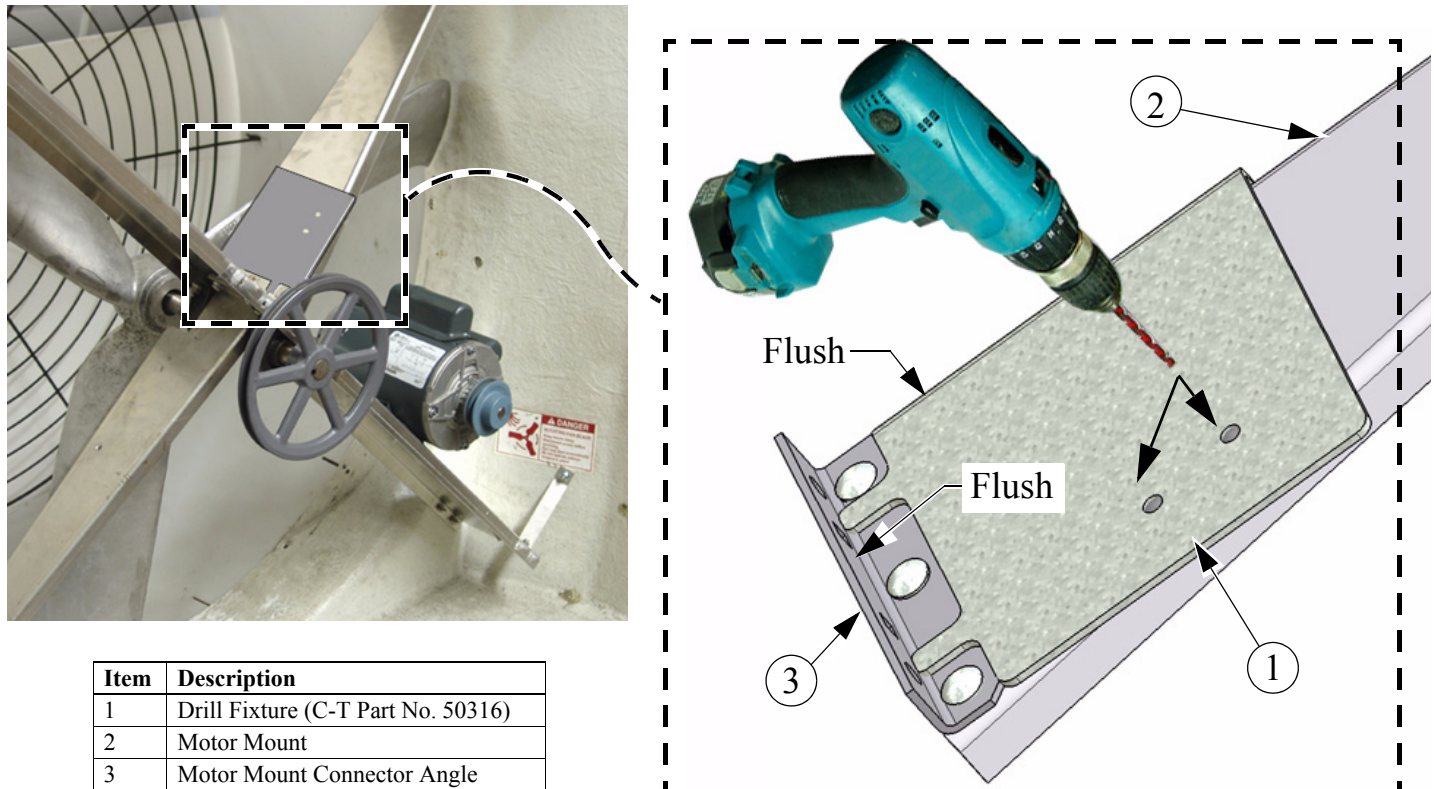 DANGER
2
Flush
Flush
3
1
Item Description
1 Drill Fixture (C-T Part No. 50316)
2 Motor Mount
3 Motor Mount Connector Angle